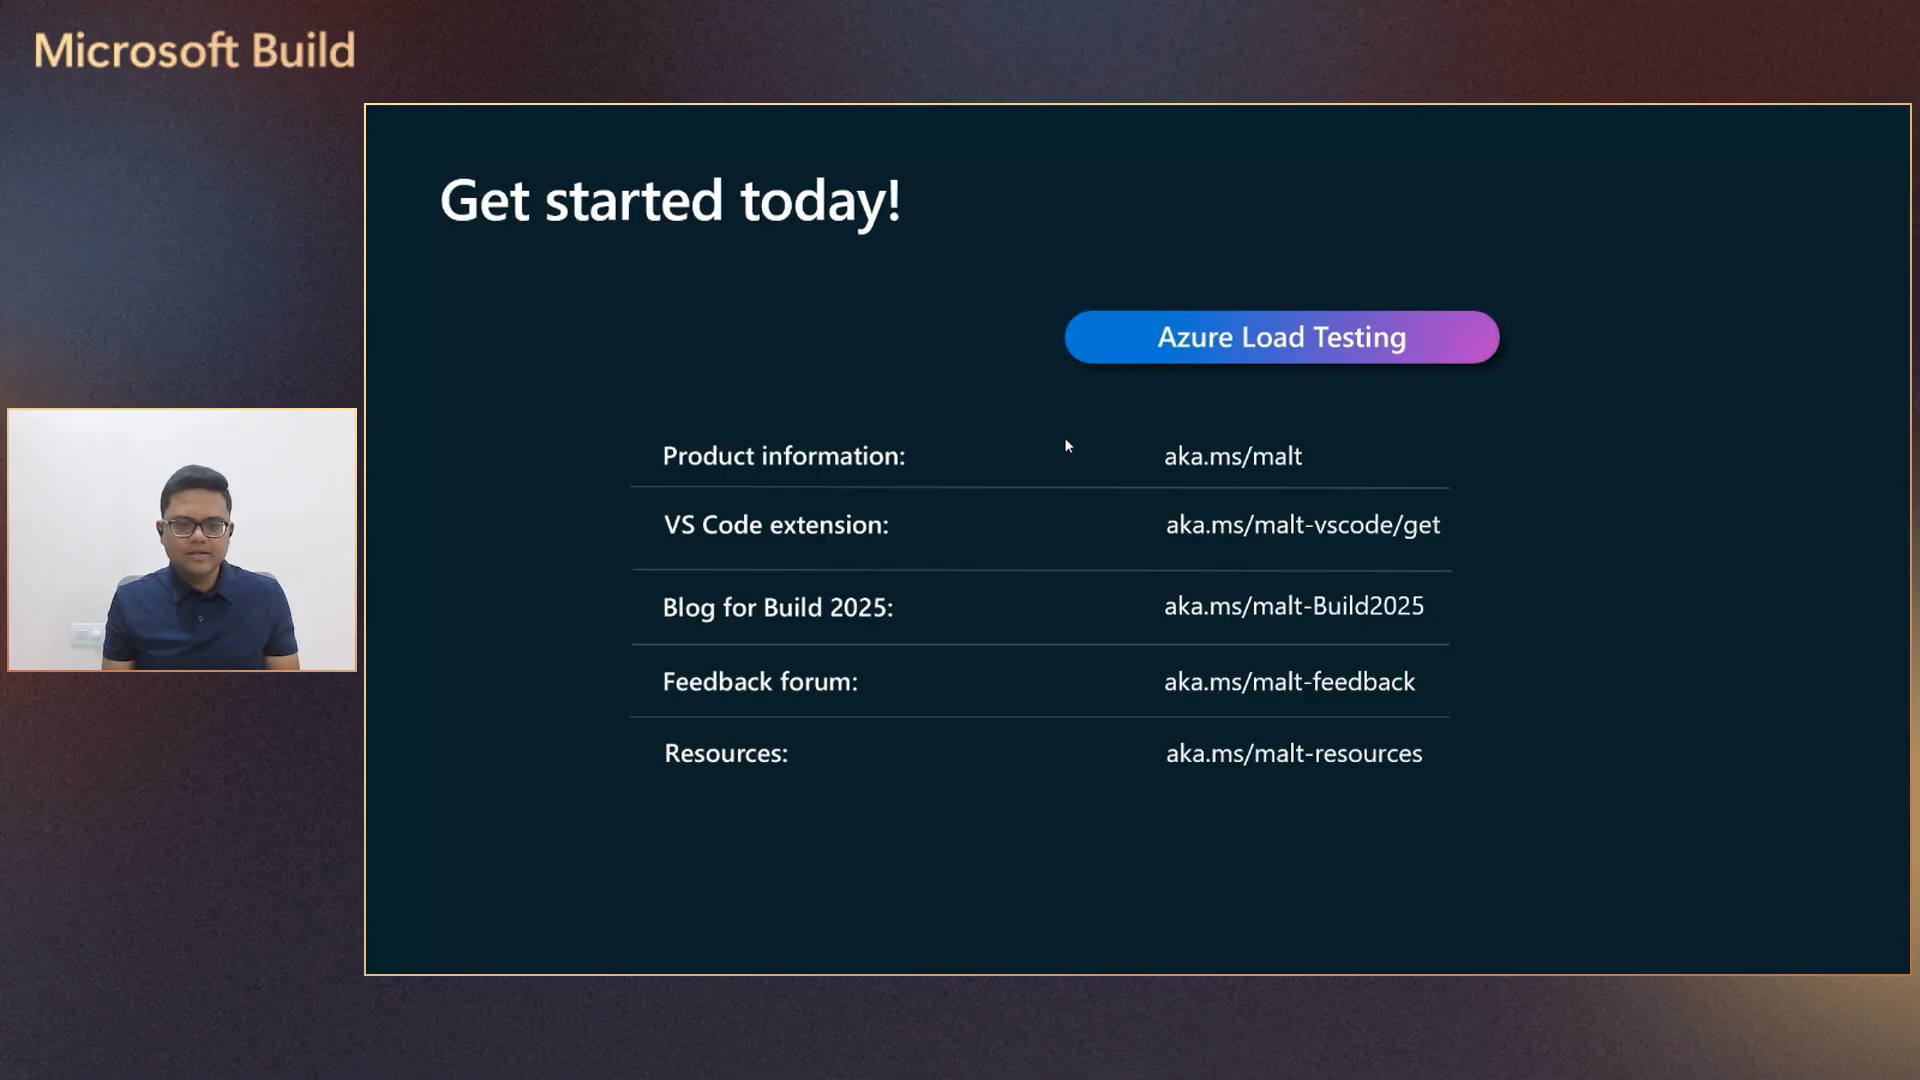 Microsoft Build
Get started today!
Azure Load Testing
Product information: aka.ms/malt
VS Code extension: aka.ms/malt-vscode/get
Blog for Build 2025: aka.ms/malt-Build2025
Feedback forum: aka.ms/malt-feedback
Resources: aka.ms/malt-resources